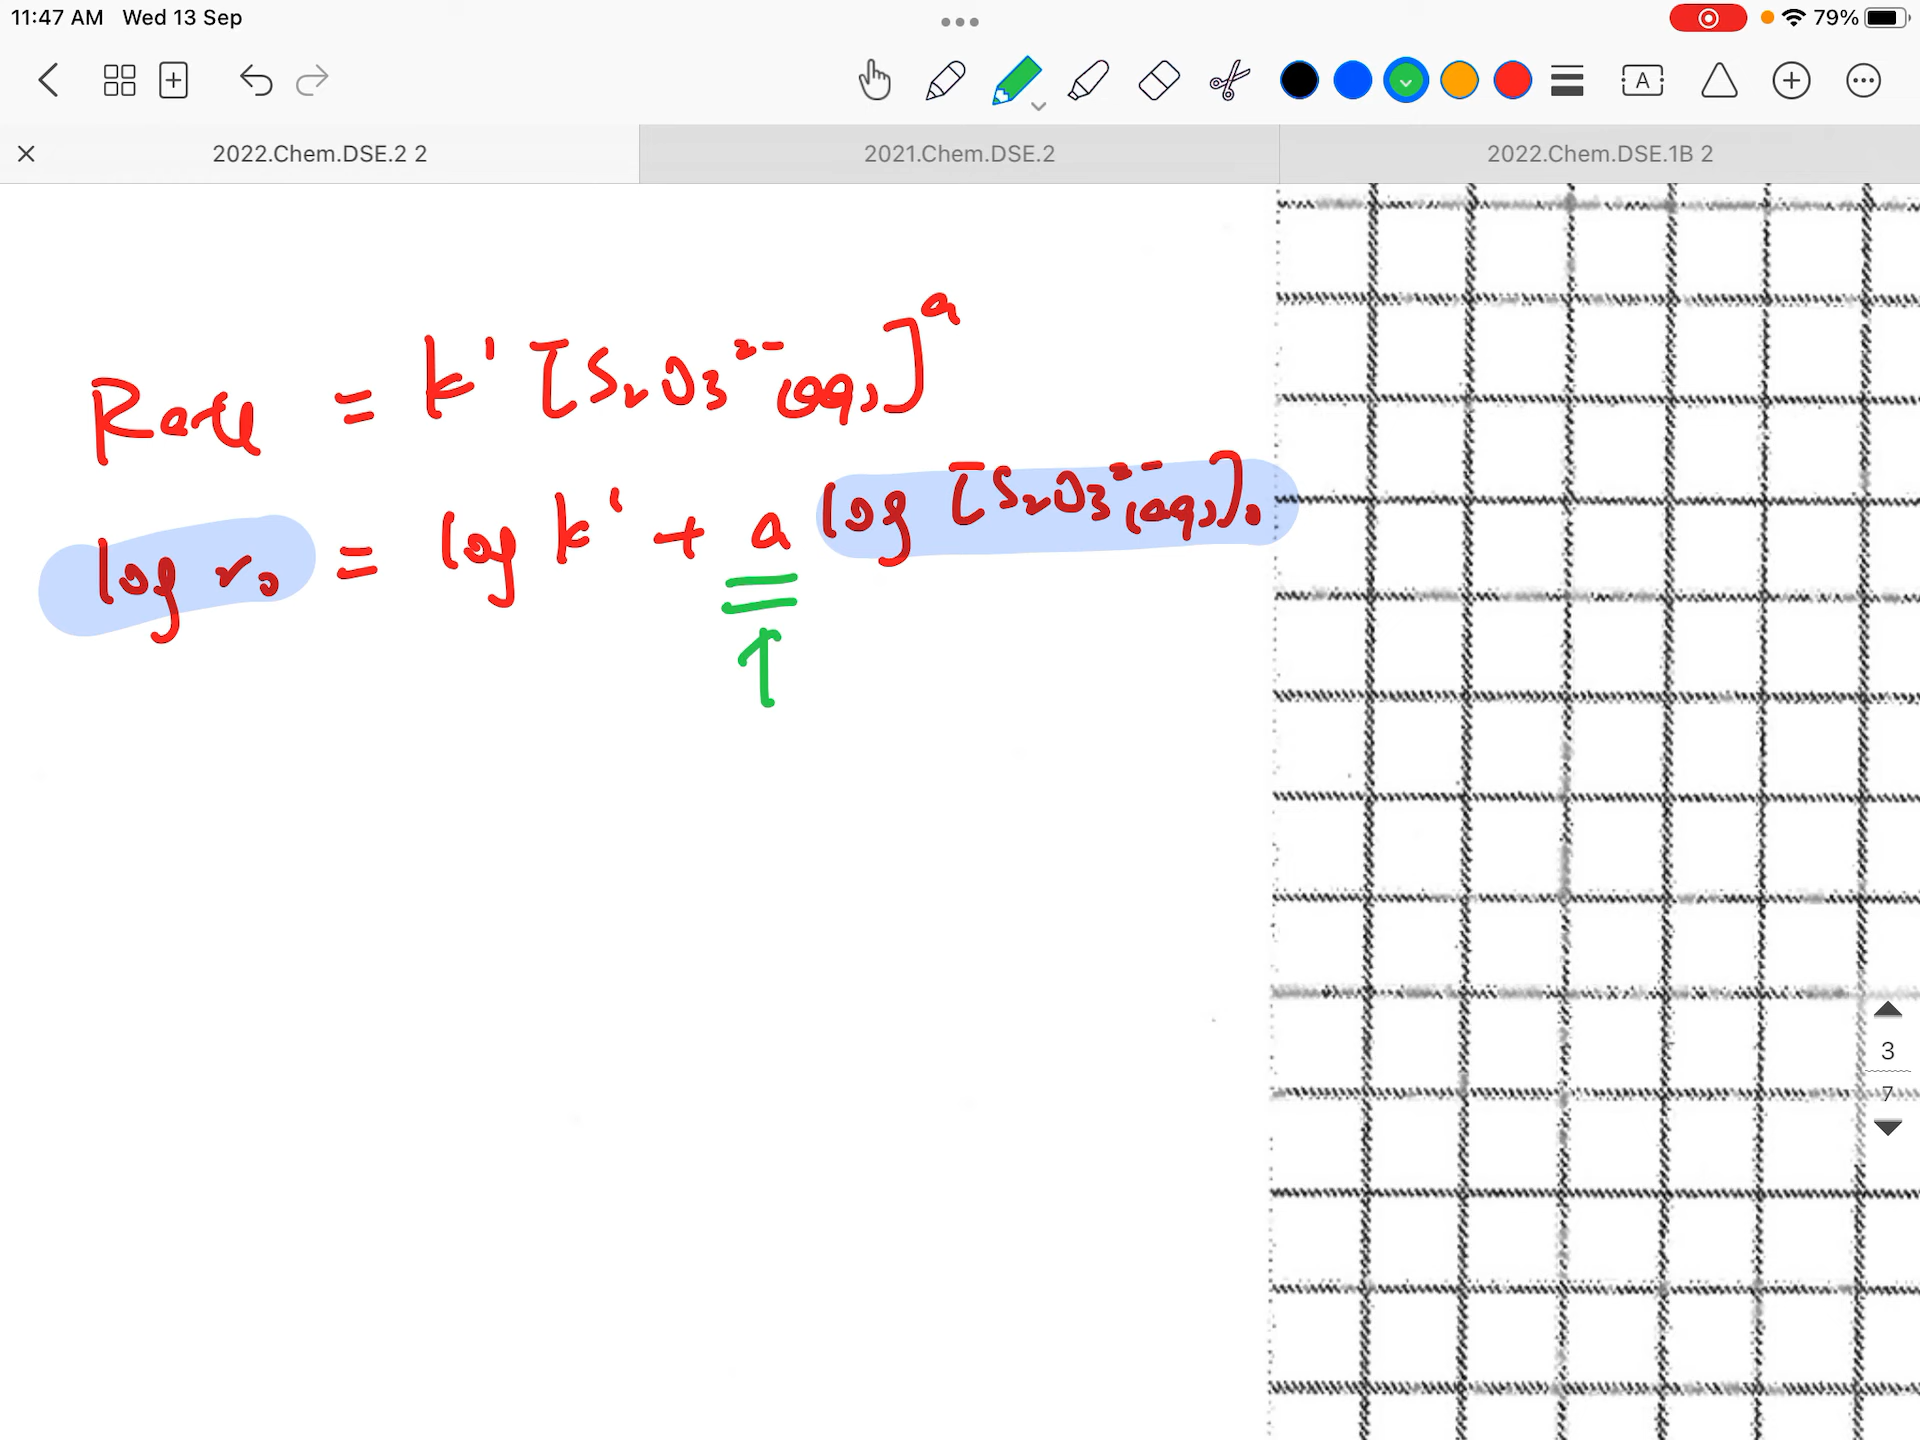 11:47 AM Wed 13 Sep
79%
A
2022.Chem.DSE.2 2
2021.Chem.DSE.2
2022.Chem.DSE.1B 2
Rate = k' [S₂O₃²⁻(aq)]ᵃ
log r₀ = log k' + a log [S₂O₃²⁻(aq)]₀
3
7